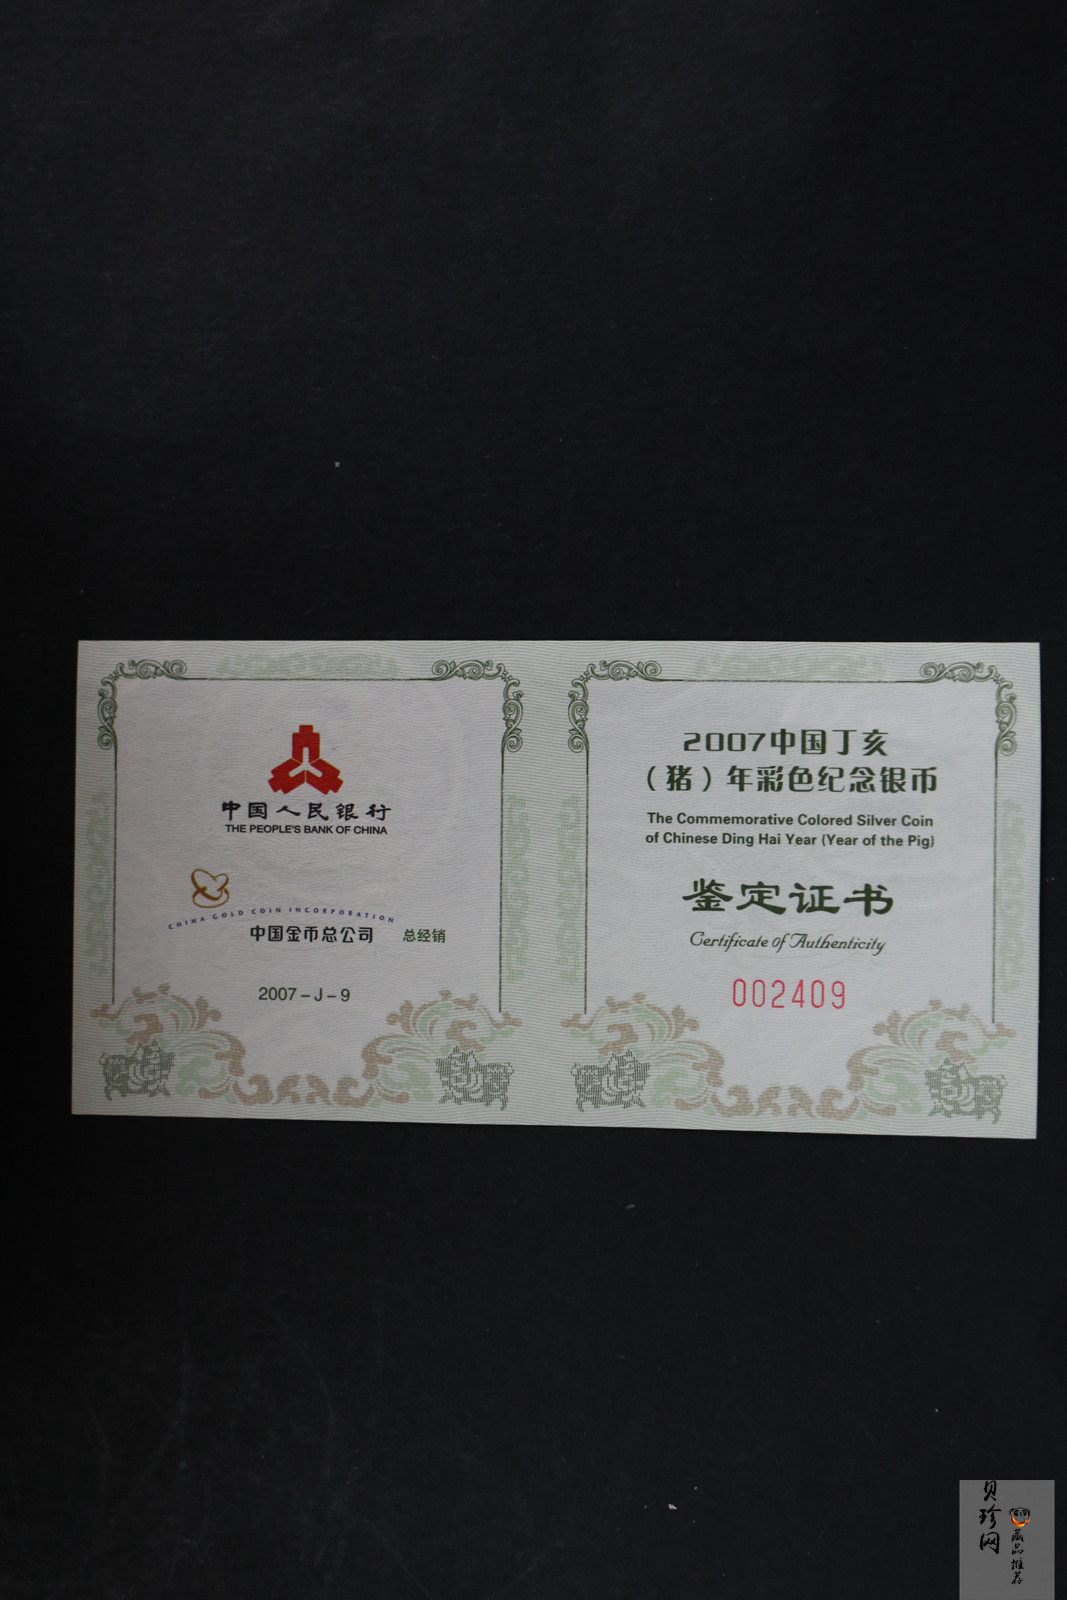 中国人民银行
THE PEOPLE'S BANK OF CHINA
CHINA GOLD COIN INCORPORATION
中国金币总公司 总经销
2007-J-9
2007中国丁亥
（猪）年彩色纪念银币
The Commemorative Colored Silver Coin
of Chinese Ding Hai Year (Year of the Pig)
鉴定证书
Certificate of Authenticity
002409
贝珍网
藏品推荐